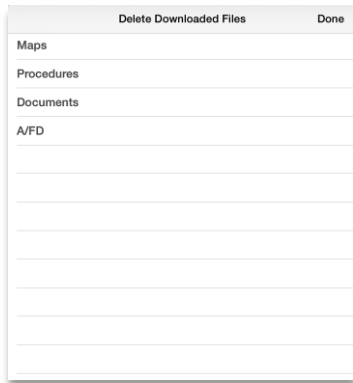 Delete Downloaded Files Done
Maps
Procedures
Documents
A/FD